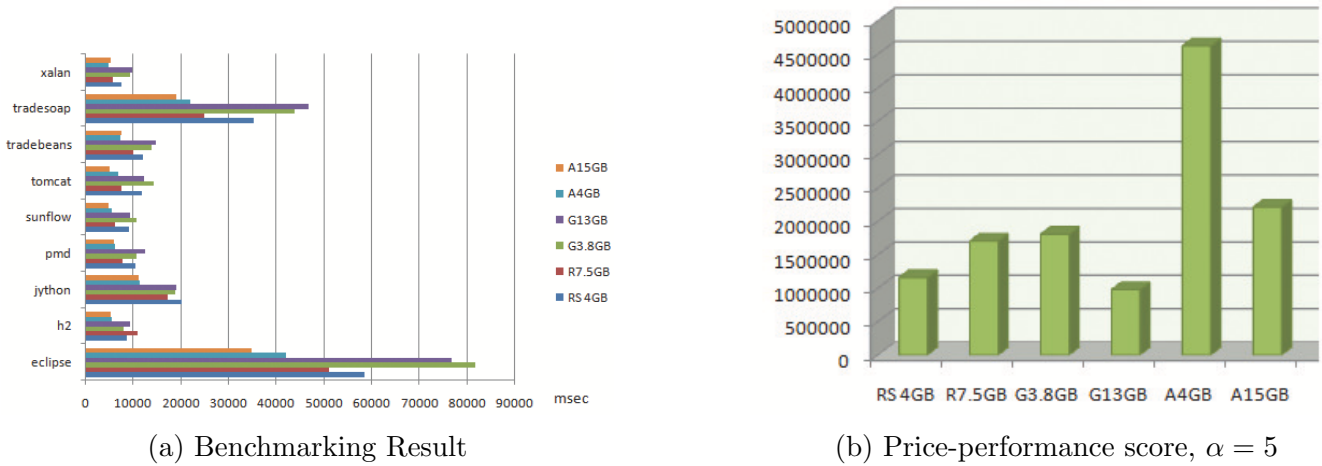 xalan
tradesoap
tradebeans
tomcat
sunflow
pmd
jython
h2
eclipse
0 10000 20000 30000 40000 50000 60000 70000 80000 90000 msec
A15GB
A4GB
G13GB
G3.8GB
R7.5GB
RS 4GB
(a) Benchmarking Result
5000000
4500000
4000000
3500000
3000000
2500000
2000000
1500000
1000000
500000
0
RS 4GB R7.5GB G3.8GB G13GB A4GB A15GB
(b) Price-performance score, α = 5